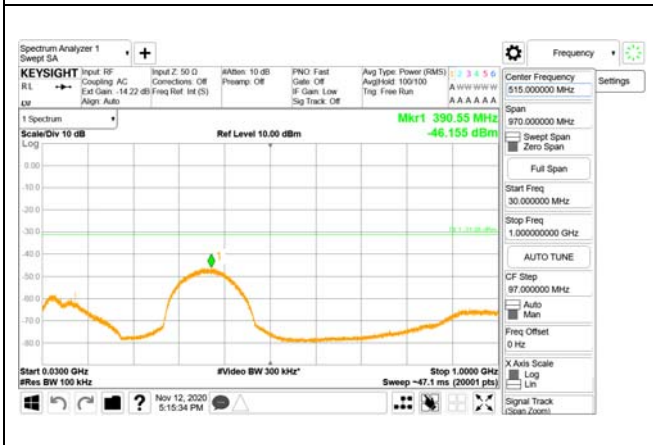 Spectrum Analyzer 1
Swept SA
+
Frequency
KEYSIGHT
RL
Input: RF
Coupling: AC
Ext Gain: -14.22 dB
Align: Auto
Input Z: 50 Ω
Corrections: Off
Freq Ref: Int (S)
#Atten: 10 dB
Preamp: Off
PNO: Fast
Gate: Off
IF Gain: Low
Sig Track: Off
Avg Type: Power (RMS)
Avg|Hold: 100/100
Trig: Free Run
1 2 3 4 5 6
A W W W W W
A A A A A A
1 Spectrum
Scale/Div 10 dB
Log
Ref Level 10.00 dBm
Mkr1 390.55 MHz
-46.155 dBm
0.00
-10.0
-20.0
-30.0
-40.0
-50.0
-60.0
-70.0
-80.0
1
Start 0.0300 GHz
#Res BW 100 kHz
#Video BW 300 kHz*
Stop 1.0000 GHz
Sweep ~47.1 ms (20001 pts)
Nov 12, 2020
5:15:34 PM
?
Center Frequency
515.000000 MHz
Settings
Span
970.000000 MHz
Swept Span
Zero Span
Full Span
Start Freq
30.000000 MHz
Stop Freq
1.000000000 GHz
AUTO TUNE
CF Step
97.000000 MHz
Auto
Man
Freq Offset
0 Hz
X Axis Scale
Log
Lin
Signal Track
(Span Zoom)